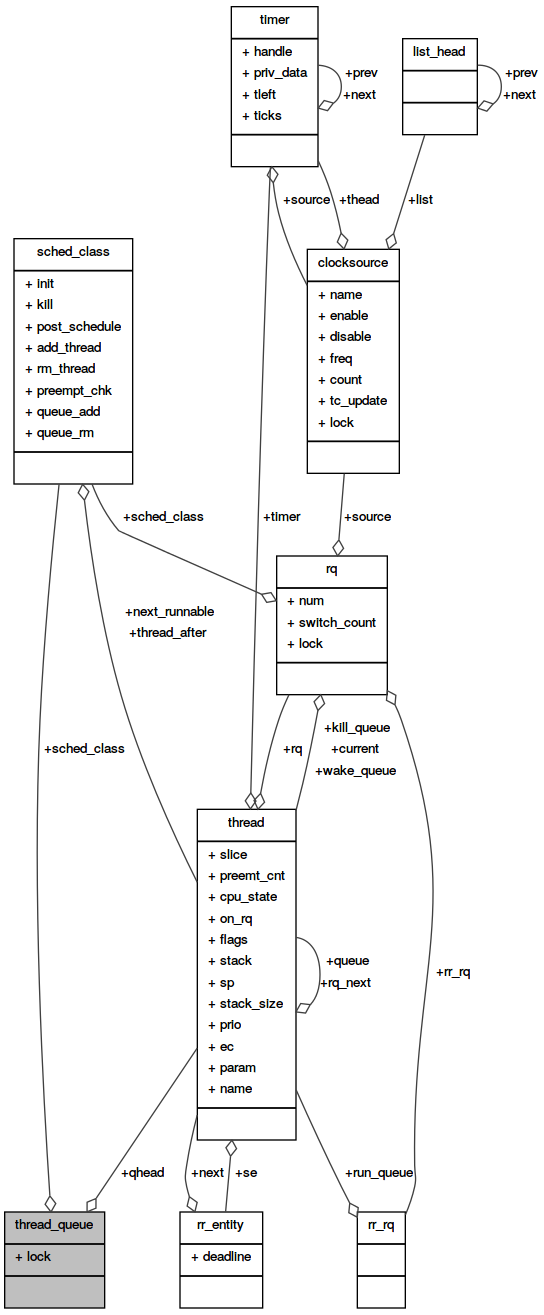 timer
+ handle
+ priv_data
+ tleft
+ ticks
+prev
+next
list_head
+prev
+next
+source
+thead
+list
sched_class
+ init
+ kill
+ post_schedule
+ add_thread
+ rm_thread
+ preempt_chk
+ queue_add
+ queue_rm
clocksource
+ name
+ enable
+ disable
+ freq
+ count
+ tc_update
+ lock
+sched_class
+timer
+source
rq
+ num
+ switch_count
+ lock
+next_runnable
+thread_after
+sched_class
+rq
+kill_queue
+current
+wake_queue
thread
+ slice
+ preemt_cnt
+ cpu_state
+ on_rq
+ flags
+ stack
+ sp
+ stack_size
+ prio
+ ec
+ param
+ name
+queue
+rq_next
+rr_rq
+qhead
+next
+se
+run_queue
thread_queue
+ lock
rr_entity
+ deadline
rr_rq